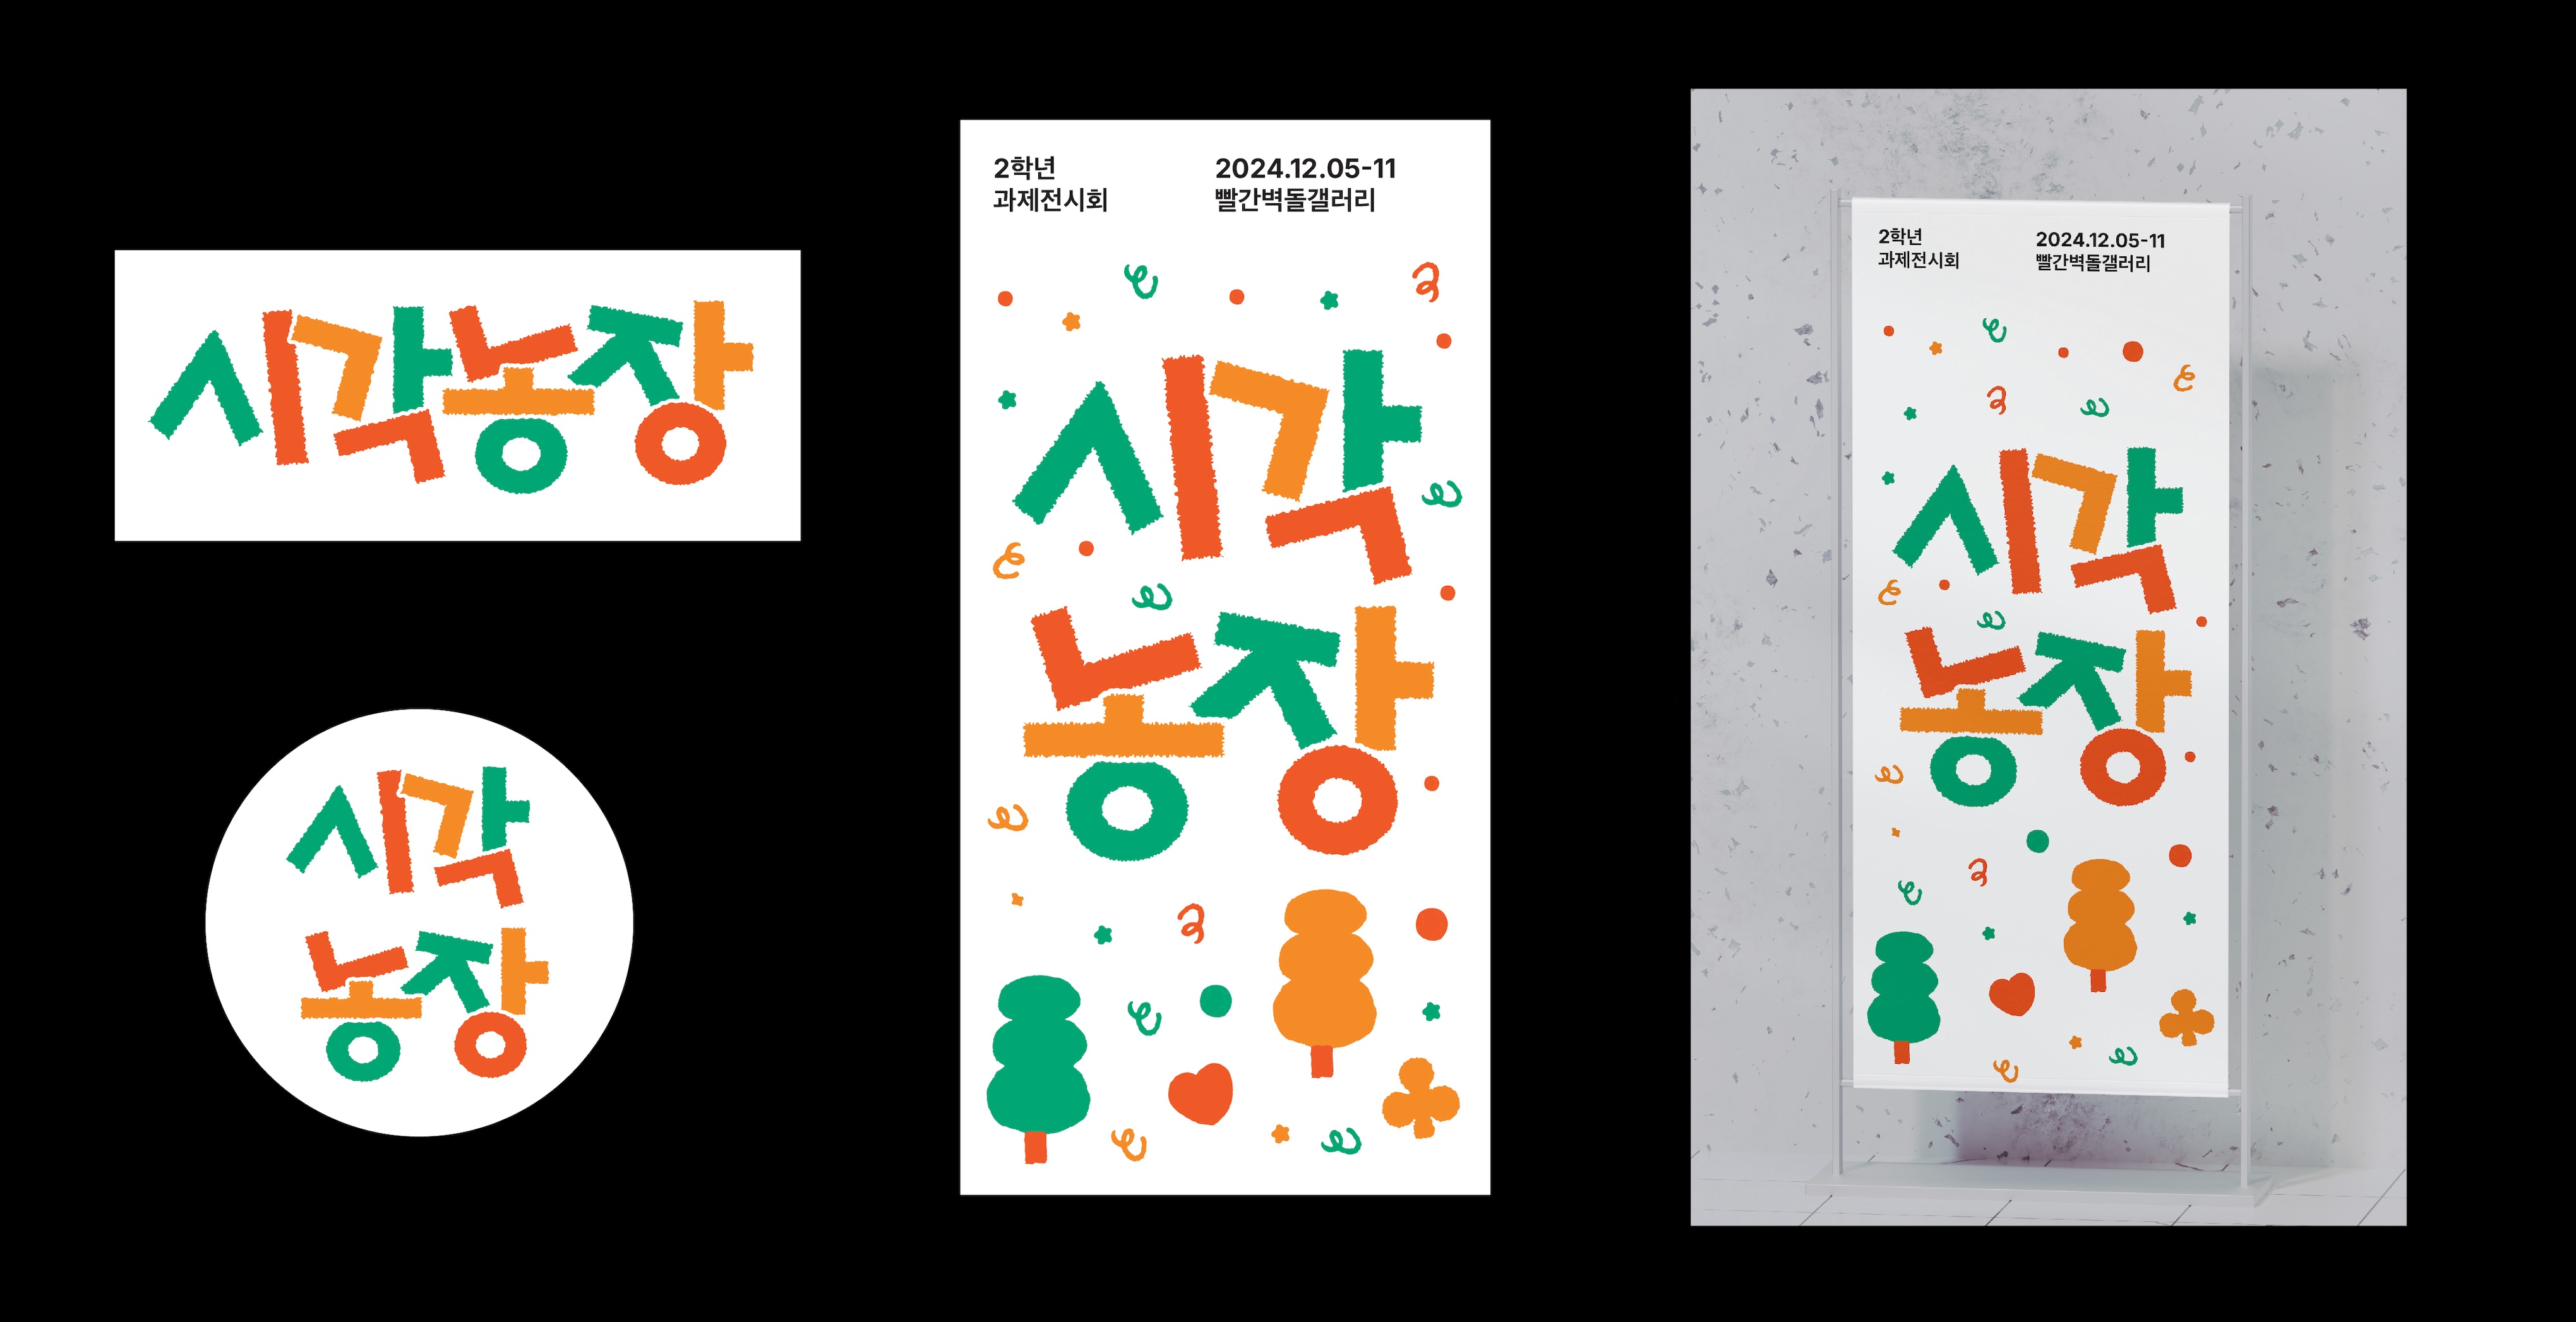 시각농장
시각
농장
2학년
과제전시회
2024.12.05-11
빨간벽돌갤러리
시각
농장
2학년
과제전시회
2024.12.05-11
빨간벽돌갤러리
시각
농장